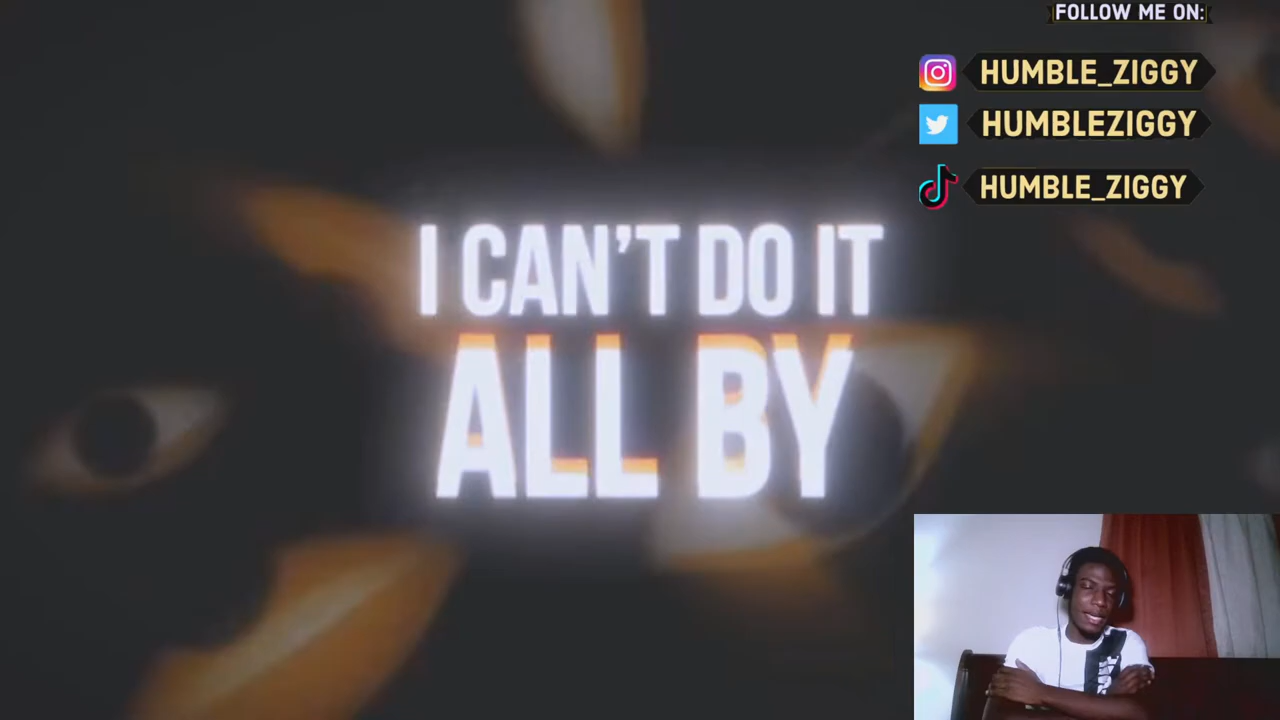 FOLLOW ME ON:
HUMBLE_ZIGGY
HUMBLEZIGGY
HUMBLE_ZIGGY
I CAN'T DO IT
ALL BY